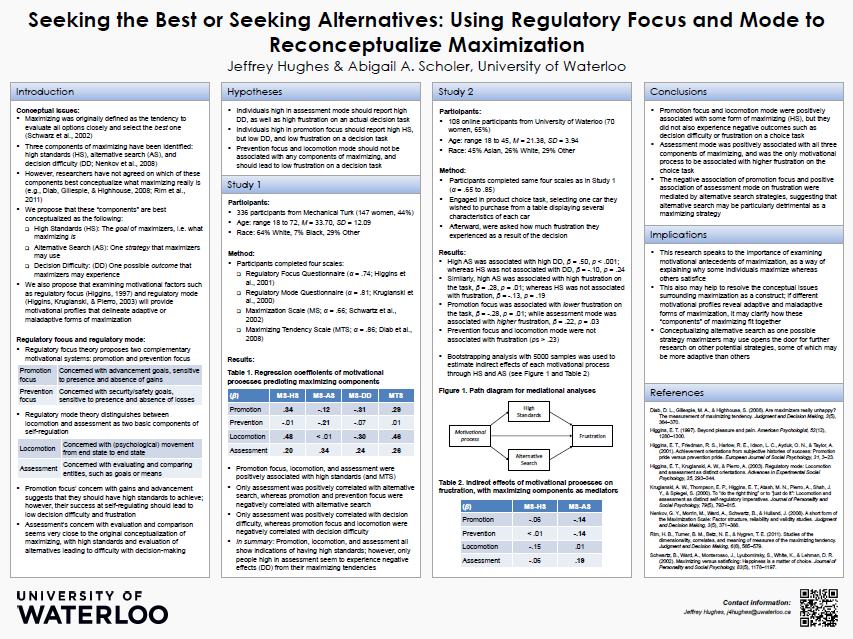 Seeking the Best or Seeking Alternatives: Using Regulatory Focus and Mode to
Reconceptualize Maximization
Jeffrey Hughes & Abigail A. Scholer, University of Waterloo
Introduction
Conceptual Issues:
• Maximizing was originally defined as the tendency to
evaluate all options closely and select the best one
(Schwarz et al., 2002)
• Three components of maximizing have been identified:
high standards (HS), alternative search (AS), and
decision difficulty (DD; Nenkov et al., 2008)
• However, researchers have not agreed on which of these
components best conceptualize what maximizing really is
(e.g., Diab, Gillespie, & Highhouse, 2008; Rim et al.,
2011)
• We propose that these "components" are best
conceptualized as the following:
❑ High Standards (HS): The goal of maximizers, i.e. what
maximizing is
❑ Alternative Search (AS): One strategy that maximizers
may use
❑ Decision Difficulty: (DD) One possible outcome that
maximizers may experience
• We also propose that examining motivational factors such
as regulatory focus (Higgins, 1997) and regulatory mode
(Higgins, Kruglanski, & Pierro, 2003) will provide
motivational profiles that delineate adaptive or
maladaptive forms of maximization
Regulatory focus and regulatory mode:
• Regulatory focus theory proposes two complementary
motivational systems: promotion and prevention focus
Promotion focus Concerned with advancement goals, sensitive
to presence and absence of gains
Prevention focus Concerned with security/safety goals,
sensitive to presence and absence of losses
• Regulatory mode theory distinguishes between
locomotion and assessment as two basic components of
self-regulation
Locomotion Concerned with (psychological) movement
from end state to end state
Assessment Concerned with evaluating and comparing
entities, such as goals or means
• Promotion focus' concern with gains and advancement
suggests that they should have high standards to achieve;
however, their success at self-regulating should lead to
low decision difficulty and frustration
• Assessment's concern with evaluation and comparison
seems very close to the original conceptualization of
maximizing, with high standards and evaluation of
alternatives leading to difficulty with decision-making
Hypotheses
• Individuals high in assessment mode should report high
DD, as well as high frustration on an actual decision task
• Individuals high in promotion focus should report high HS,
but low DD, and low frustration on a decision task
• Prevention focus and locomotion mode should not be
associated with any components of maximizing, and
should lead to low frustration on a decision task
Study 1
Participants:
• 336 participants from Mechanical Turk (147 women, 44%)
• Age: range 18 to 72, M = 33.70, SD = 12.09
• Race: 64% White, 7% Black, 29% Other
Method:
• Participants completed four scales:
❑ Regulatory Focus Questionnaire (α = .74; Higgins et
al., 2001)
❑ Regulatory Mode Questionnaire (α = .81; Kruglanski et
al., 2000)
❑ Maximization Scale (MS; α = .66; Schwartz et al.,
2002)
❑ Maximizing Tendency Scale (MTS; α = .86; Diab et al.,
2008)
Results:
Table 1. Regression coefficients of motivational
processes predicting maximizing components
(β) MS-HS MS-AS MS-DD MTS
Promotion .34 -.12 -.31 .29
Prevention -.01 -.21 -.07 .01
Locomotion .48 < .01 -.30 .46
Assessment .20 .34 .24 .26
• Promotion focus, locomotion, and assessment were
positively associated with high standards (and MTS)
• Only assessment was positively correlated with alternative
search, whereas promotion and prevention focus were
negatively correlated with alternative search
• Only assessment was positively correlated with decision
difficulty, whereas promotion focus and locomotion were
negatively correlated with decision difficulty
• In summary: Promotion, locomotion, and assessment all
show indications of having high standards; however, only
people high in assessment seem to experience negative
effects (DD) from their maximizing tendencies
Study 2
Participants:
• 108 online participants from University of Waterloo (70
women, 65%)
• Age: range 18 to 45, M = 21.38, SD = 3.94
• Race: 45% Asian, 26% White, 29% Other
Method:
• Participants completed same four scales as in Study 1
(α = .65 to .85)
• Engaged in product choice task, selecting one car they
wished to purchase from a table displaying several
characteristics of each car
• Afterward, were asked how much frustration they
experienced as a result of the decision
Results:
• High AS was associated with high DD, β = .50, p < .001;
whereas HS was not associated with DD, β = -.10, p = .24
• Similarly, high AS was associated with high frustration on
the task, β = .28, p = .01; whereas HS was not associated
with frustration, β = -.13, p = .19
• Promotion focus was associated with lower frustration on
the task, β = -.28, p = .01; while assessment mode was
associated with higher frustration, β = .22, p = .03
• Prevention focus and locomotion mode were not
associated with frustration (ps > .23)
• Bootstrapping analysis with 5000 samples was used to
estimate indirect effects of each motivational process
through HS and AS (see Figure 1 and Table 2)
Figure 1. Path diagram for mediational analyses
High
Standards
Motivational
process
Frustration
Alternative
Search
Table 2. Indirect effects of motivational processes on
frustration, with maximizing components as mediators
(β) MS-HS MS-AS
Promotion -.06 -.14
Prevention < .01 -.14
Locomotion -.15 .01
Assessment -.06 .19
Conclusions
• Promotion focus and locomotion mode were positively
associated with some form of maximizing (HS), but they
did not also experience negative outcomes such as
decision difficulty or frustration on a choice task
• Assessment mode was positively associated with all three
components of maximizing, and was the only motivational
process to be associated with higher frustration on the
choice task
• The negative association of promotion focus and positive
association of assessment mode on frustration were
mediated by alternative search strategies, suggesting that
alternative search may be particularly detrimental as a
maximizing strategy
Implications
• This research speaks to the importance of examining
motivational antecedents of maximization, as a way of
explaining why some individuals maximize whereas
others satisfice
• This also may help to resolve the conceptual issues
surrounding maximization as a construct; if different
motivational profiles reveal adaptive and maladaptive
forms of maximization, it may clarify how these
"components" of maximizing fit together
• Conceptualizing alternative search as one possible
strategy maximizers may use opens the door for further
research on other potential strategies, some of which may
be more adaptive than others
References
Diab, D. L., Gillespie, M. A., & Highhouse, S. (2008). Are maximizers really unhappy?
The measurement of maximizing tendency. Judgment and Decision Making, 3(5),
364–370.
Higgins, E. T. (1997). Beyond pleasure and pain. American Psychologist, 52(12),
1280–1300.
Higgins, E. T., Friedman, R. S., Harlow, R. E., Idson, L. C., Ayduk, O. N., & Taylor, A.
(2001). Achievement orientations from subjective histories of success: Promotion
pride versus prevention pride. European Journal of Social Psychology, 31, 3–23.
Higgins, E. T., Kruglanski, A. W., & Pierro, A. (2003). Regulatory mode: Locomotion
and assessment as distinct orientations. Advances in Experimental Social
Psychology, 35, 293–344.
Kruglanski, A. W., Thompson, E. P., Higgins, E. T., Atash, M. N., Pierro, A., Shah, J.
Y., & Spiegel, S. (2000). To "do the right thing" or to "just do it": Locomotion and
assessment as distinct self-regulatory imperatives. Journal of Personality and
Social Psychology, 79(5), 793–815.
Nenkov, G. Y., Morrin, M., Ward, A., Schwartz, B., & Hulland, J. (2008). A short form of
the Maximization Scale: Factor structure, reliability and validity studies. Judgment
and Decision Making, 3(5), 371–388.
Rim, H. B., Turner, B. M., Betz, N. E., & Nygren, T. E. (2011). Studies of the
dimensionality, correlates, and meaning of measures of the maximizing tendency.
Judgment and Decision Making, 6(6), 565–579.
Schwartz, B., Ward, A., Monterosso, J., Lyubomirsky, S., White, K., & Lehman, D. R.
(2002). Maximizing versus satisficing: Happiness is a matter of choice. Journal of
Personality and Social Psychology, 83(5), 1178–1197.
UNIVERSITY OF
WATERLOO
Contact information:
Jeffrey Hughes, j4hughes@uwaterloo.ca